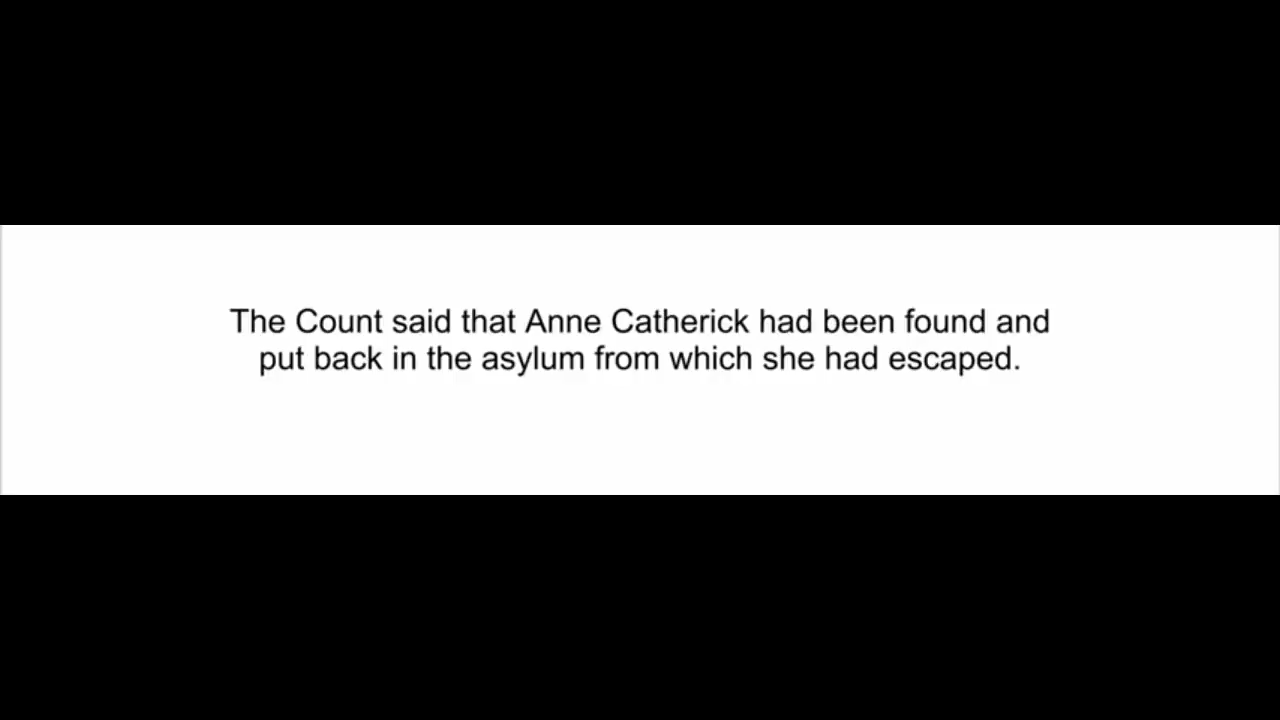 The Count said that Anne Catherick had been found and
put back in the asylum from which she had escaped.